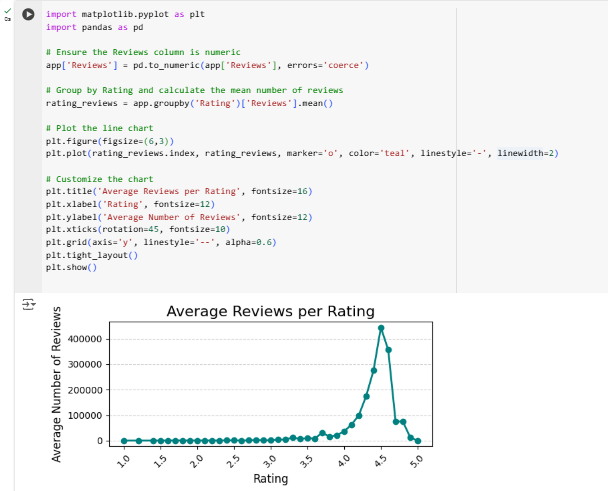 import matplotlib.pyplot as plt
import pandas as pd
# Ensure the Reviews column is numeric
app['Reviews'] = pd.to_numeric(app['Reviews'], errors='coerce')
# Group by Rating and calculate the mean number of reviews
rating_reviews = app.groupby('Rating')['Reviews'].mean()
# Plot the line chart
plt.figure(figsize=(6,3))
plt.plot(rating_reviews.index, rating_reviews, marker='o', color='teal', linestyle='-', linewidth=2)
# Customize the chart
plt.title('Average Reviews per Rating', fontsize=16)
plt.xlabel('Rating', fontsize=12)
plt.ylabel('Average Number of Reviews', fontsize=12)
plt.xticks(rotation=45, fontsize=10)
plt.grid(axis='y', linestyle='--', alpha=0.6)
plt.tight_layout()
plt.show()
Average Reviews per Rating
Average Number of Reviews
400000
300000
200000
100000
0
1.0 1.5 2.0 2.5 3.0 3.5 4.0 4.5 5.0
Rating